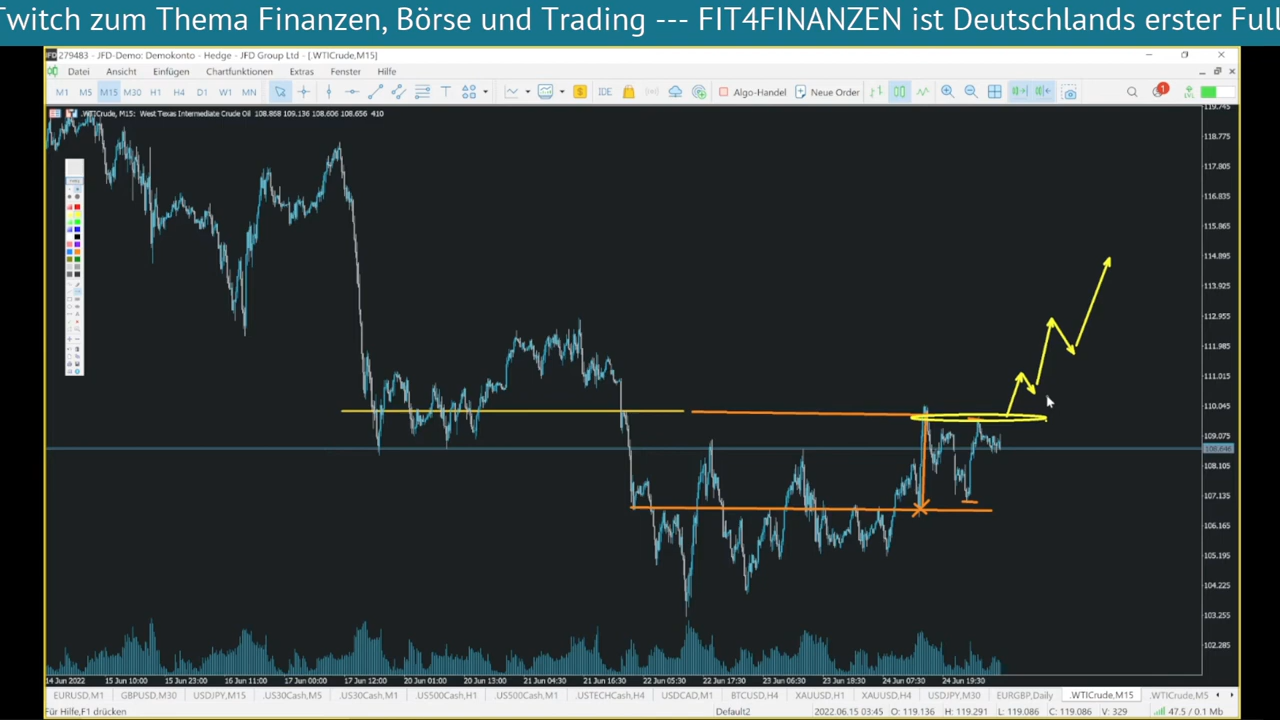 Twitch zum Thema Finanzen, Börse und Trading --- FIT4FINANZEN ist Deutschlands erster Full
279483 - JFD-Demo: Demokonto - Hedge - JFD Group Ltd - [.WTICrude,M15]
Datei Ansicht Einfügen Chartfunktionen Extras Fenster Hilfe
M1 M5 M15 M30 H1 H4 D1 W1 MN IDE Algo-Handel Neue Order 1
.WTICrude, M15: West Texas Intermediate Crude Oil 108.868 109.136 108.606 108.656 410
119.745
118.775
117.805
116.835
115.865
114.895
113.925
112.955
111.985
111.015
110.045
109.075
108.646
108.105
107.135
106.165
105.195
104.225
103.255
102.285
14 Jun 2022 15 Jun 10:00 15 Jun 23:00 16 Jun 11:00 17 Jun 00:00 17 Jun 12:00 20 Jun 04:00 20 Jun 20:30 21 Jun 04:30 21 Jun 16:30 22 Jun 05:30 22 Jun 17:30 23 Jun 06:30 23 Jun 18:30 24 Jun 07:30 24 Jun 19:30
EURUSD,M1 GBPUSD,M30 USDJPY,M15 .US30Cash,M5 .US30Cash,M1 .US500Cash,H1 .US500Cash,M1 .USTECHCash,H4 USDCAD,M1 BTCUSD,H4 XAUUSD,H1 XAUUSD,H4 USDJPY,M30 EURGBP,Daily .WTICrude,M15 .WTICrude,M5
Für Hilfe,F1 drücken Default2 2022.06.15 03:45 O: 119.136 H: 119.291 L: 119.086 C: 119.086 V: 329 47.5 / 0.1 Mb